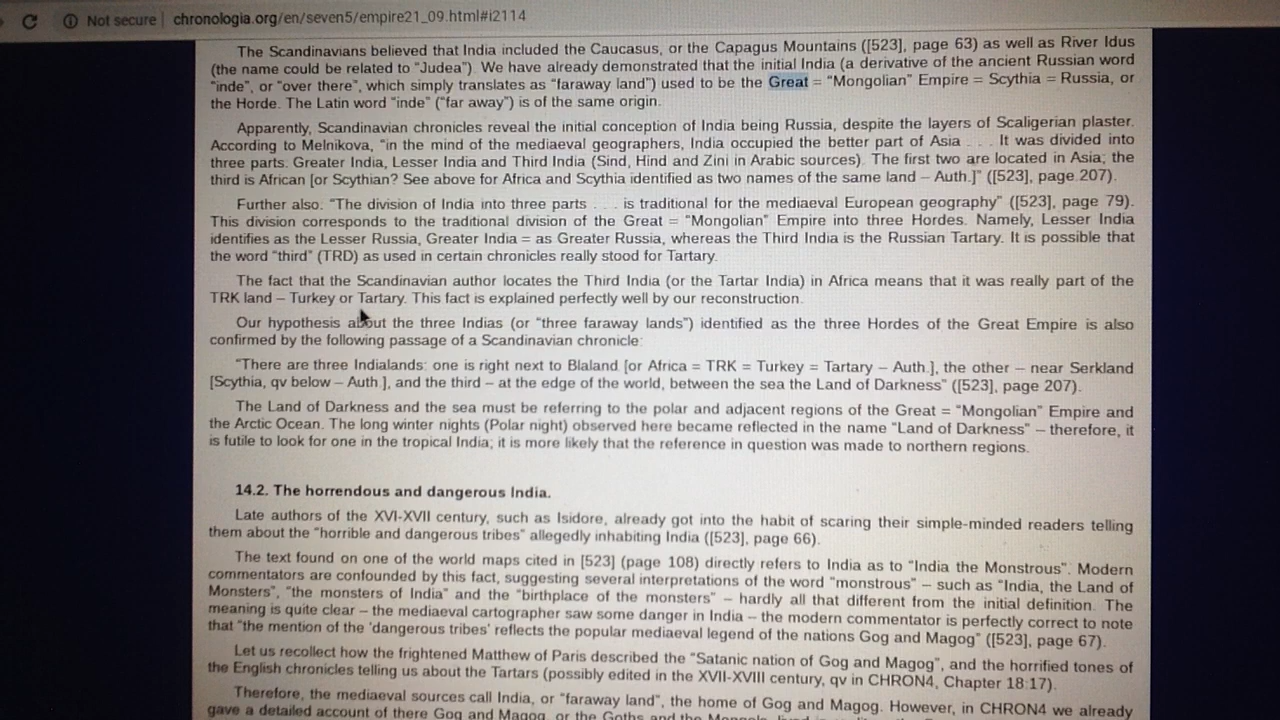 Not secure | chronologia.org/en/seven5/empire21_09.html#i2114
The Scandinavians believed that India included the Caucasus, or the Capagus Mountains ([523], page 63) as well as River Idus
(the name could be related to “Judea”). We have already demonstrated that the initial India (a derivative of the ancient Russian word
“inde”, or “over there”, which simply translates as “faraway land”) used to be the Great = “Mongolian” Empire = Scythia = Russia, or
the Horde. The Latin word “inde” (“far away”) is of the same origin.
Apparently, Scandinavian chronicles reveal the initial conception of India being Russia, despite the layers of Scaligerian plaster.
According to Melnikova, “in the mind of the mediaeval geographers, India occupied the better part of Asia . . . It was divided into
three parts. Greater India, Lesser India and Third India (Sind, Hind and Zini in Arabic sources). The first two are located in Asia; the
third is African [or Scythian? See above for Africa and Scythia identified as two names of the same land – Auth.]” ([523], page 207).
Further also: “The division of India into three parts . . . is traditional for the mediaeval European geography” ([523], page 79).
This division corresponds to the traditional division of the Great = “Mongolian” Empire into three Hordes. Namely, Lesser India
identifies as the Lesser Russia, Greater India = as Greater Russia, whereas the Third India is the Russian Tartary. It is possible that
the word “third” (TRD) as used in certain chronicles really stood for Tartary.
The fact that the Scandinavian author locates the Third India (or the Tartar India) in Africa means that it was really part of the
TRK land – Turkey or Tartary. This fact is explained perfectly well by our reconstruction.
Our hypothesis about the three Indias (or “three faraway lands”) identified as the three Hordes of the Great Empire is also
confirmed by the following passage of a Scandinavian chronicle:
“There are three Indialands: one is right next to Blaland [or Africa = TRK = Turkey = Tartary – Auth.], the other – near Serkland
[Scythia, qv below – Auth.], and the third – at the edge of the world, between the sea the Land of Darkness” ([523], page 207).
The Land of Darkness and the sea must be referring to the polar and adjacent regions of the Great = “Mongolian” Empire and
the Arctic Ocean. The long winter nights (Polar night) observed here became reflected in the name “Land of Darkness” – therefore, it
is futile to look for one in the tropical India; it is more likely that the reference in question was made to northern regions.
14.2. The horrendous and dangerous India.
Late authors of the XVI-XVII century, such as Isidore, already got into the habit of scaring their simple-minded readers telling
them about the “horrible and dangerous tribes” allegedly inhabiting India ([523], page 66).
The text found on one of the world maps cited in [523] (page 108) directly refers to India as to “India the Monstrous”. Modern
commentators are confounded by this fact, suggesting several interpretations of the word “monstrous” – such as “India, the Land of
Monsters”, “the monsters of India” and the “birthplace of the monsters” – hardly all that different from the initial definition. The
meaning is quite clear – the mediaeval cartographer saw some danger in India – the modern commentator is perfectly correct to note
that “the mention of the 'dangerous tribes' reflects the popular mediaeval legend of the nations Gog and Magog” ([523], page 67).
Let us recollect how the frightened Matthew of Paris described the “Satanic nation of Gog and Magog”, and the horrified tones of
the English chronicles telling us about the Tartars (possibly edited in the XVII-XVIII century, qv in CHRON4, Chapter 18:17).
Therefore, the mediaeval sources call India, or “faraway land”, the home of Gog and Magog. However, in CHRON4 we already
gave a detailed account of there Gog and Magog, or the Goths and the Mongols, lived in